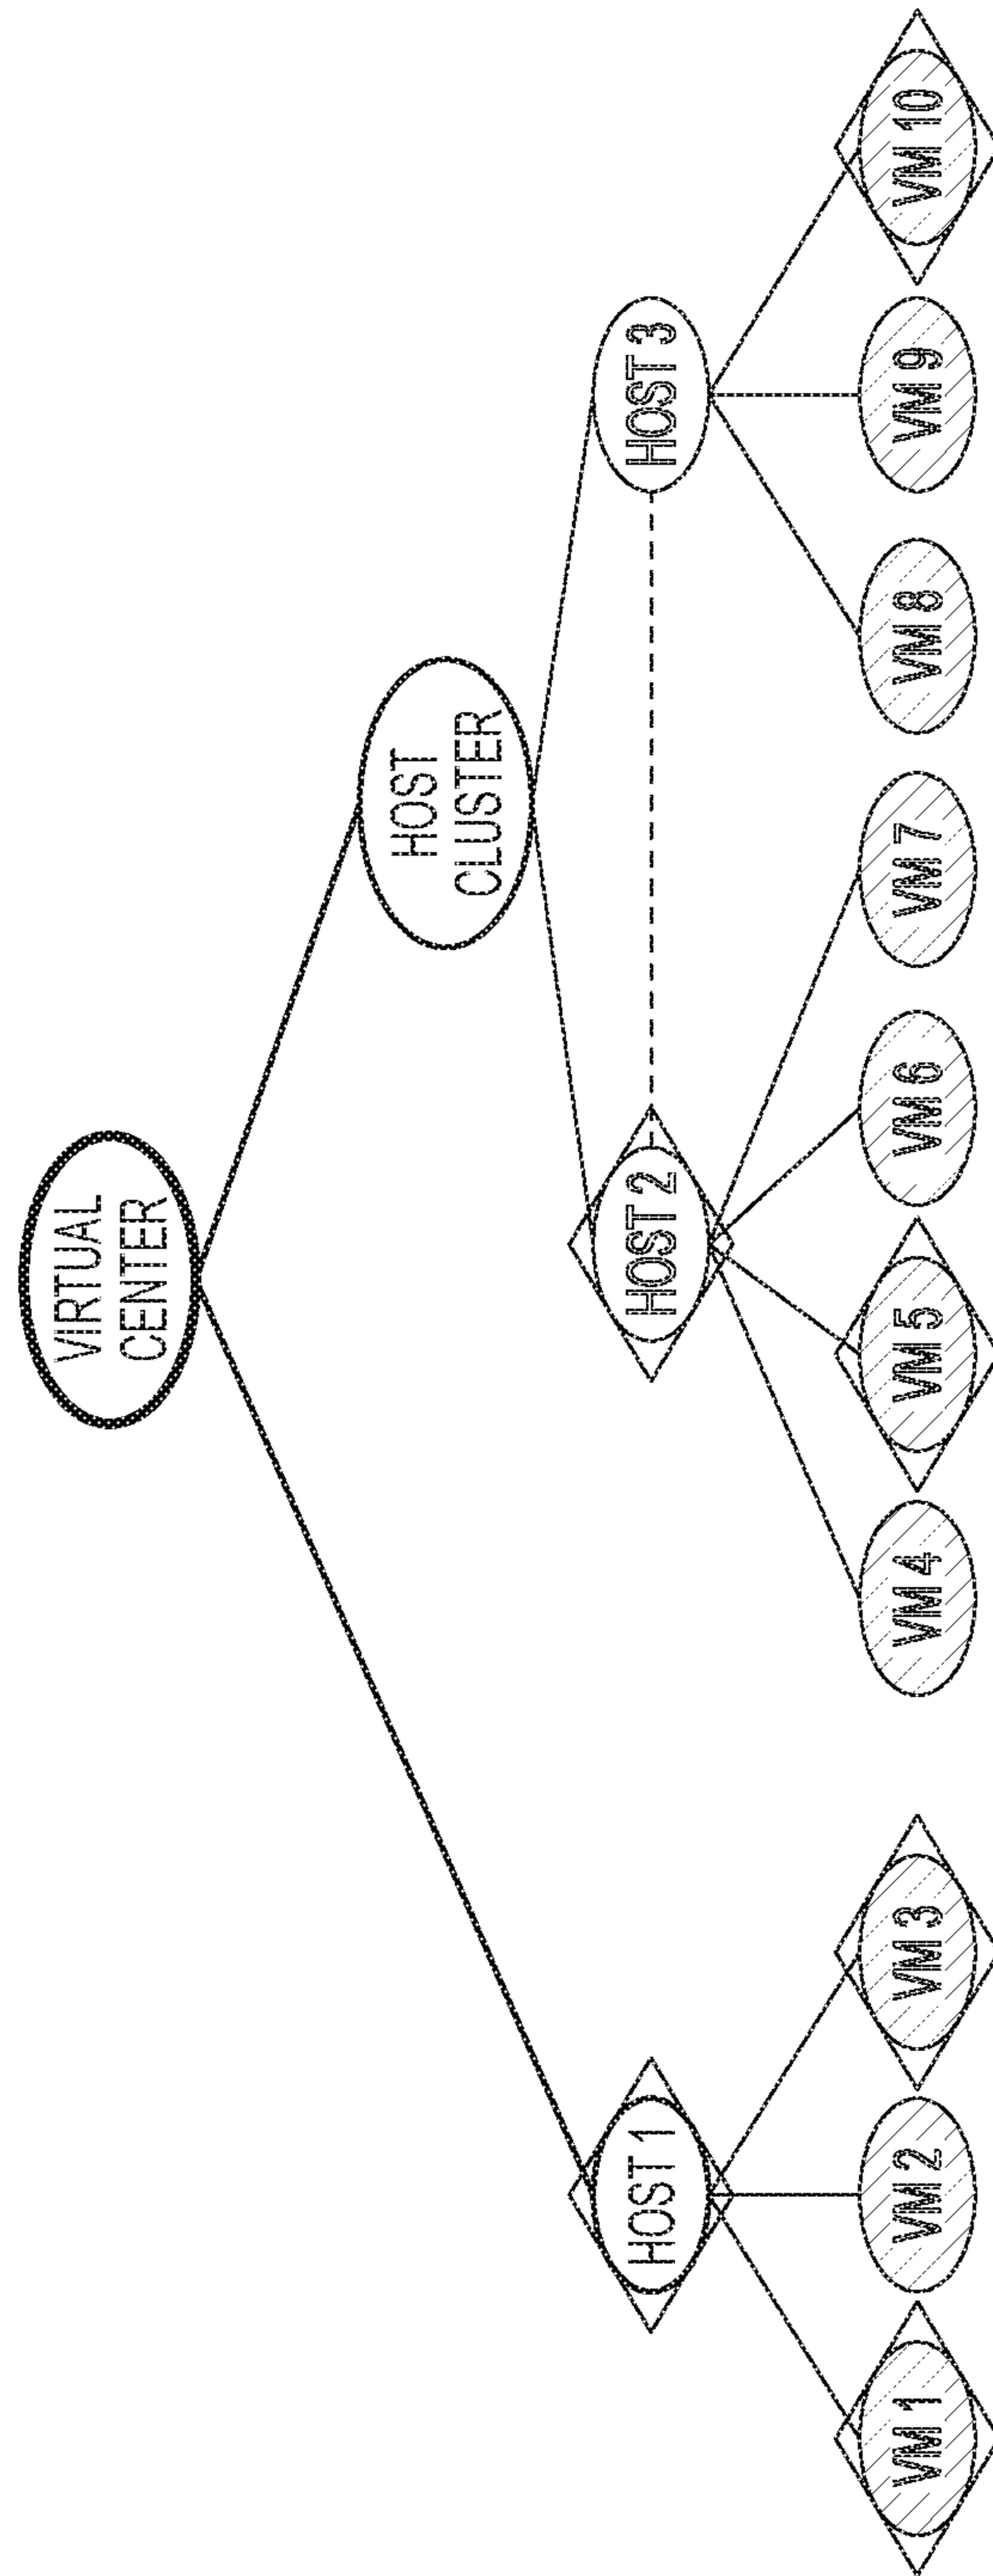 VIRTUAL
CENTER
HOST
CLUSTER
HOST 1
HOST 2
HOST 3
VM 1
VM 2
VM 3
VM 4
VM 5
VM 6
VM 7
VM 8
VM 9
VM 10